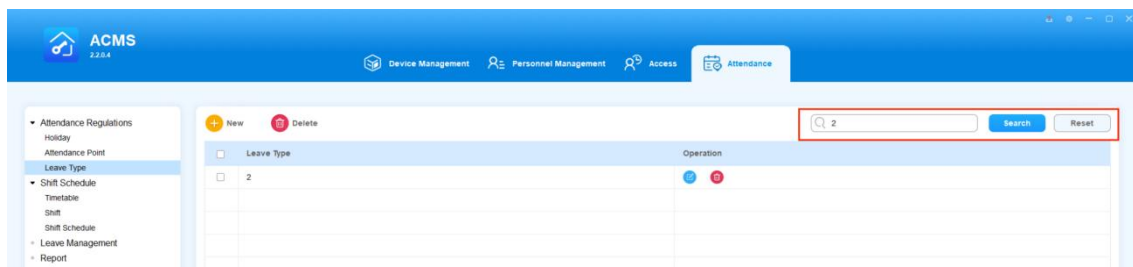 ACMS
2.2.0.4
Device Management Personnel Management Access Attendance
Attendance Regulations
Holiday
Attendance Point
Leave Type
Shift Schedule
Timetable
Shift
Shift Schedule
Leave Management
Report
New Delete 2 Search Reset
Leave Type Operation
2